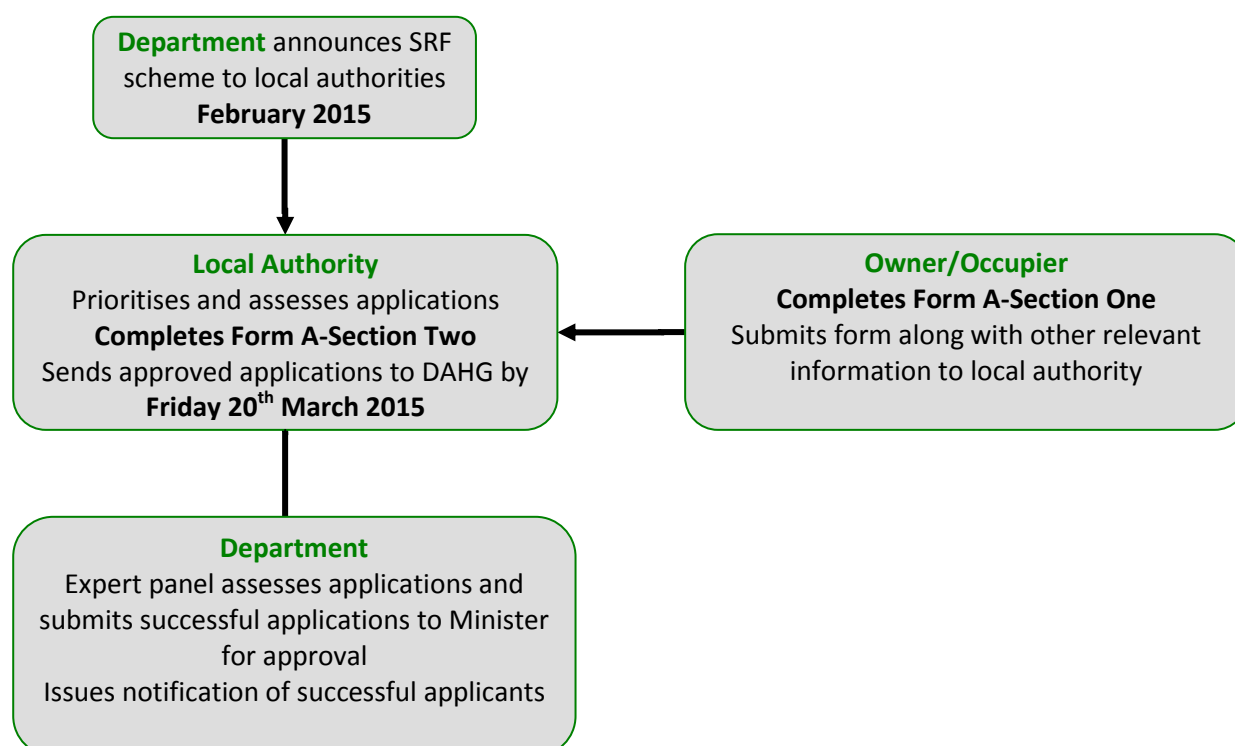 Department announces SRF
scheme to local authorities
February 2015
Local Authority
Prioritises and assesses applications
Completes Form A-Section Two
Sends approved applications to DAHG by
Friday 20th March 2015
Owner/Occupier
Completes Form A-Section One
Submits form along with other relevant
information to local authority
Department
Expert panel assesses applications and
submits successful applications to Minister
for approval
Issues notification of successful applicants